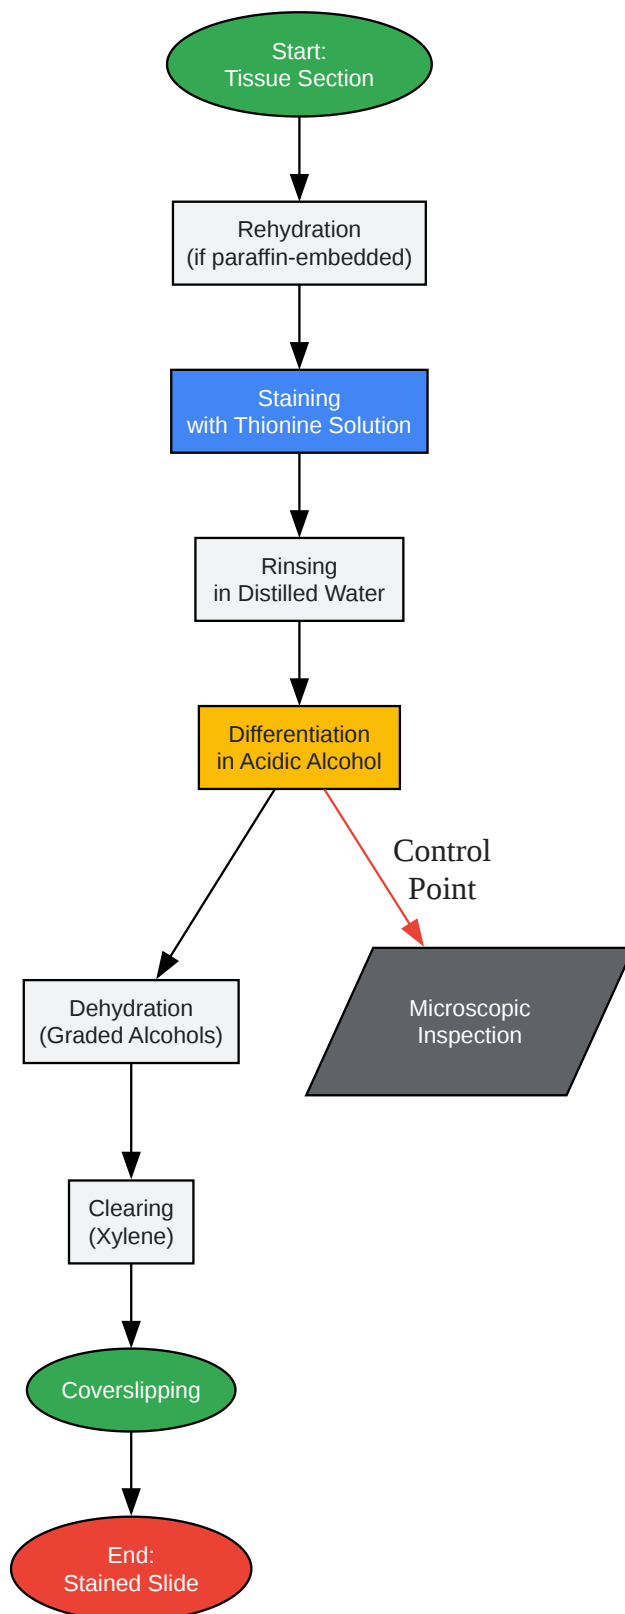 Start:
Tissue Section
Rehydration
(if paraffin-embedded)
Staining
with Thionine Solution
Rinsing
in Distilled Water
Differentiation
in Acidic Alcohol
Control
Point
Dehydration
(Graded Alcohols)
Microscopic
Inspection
Clearing
(Xylene)
Coverslipping
End:
Stained Slide